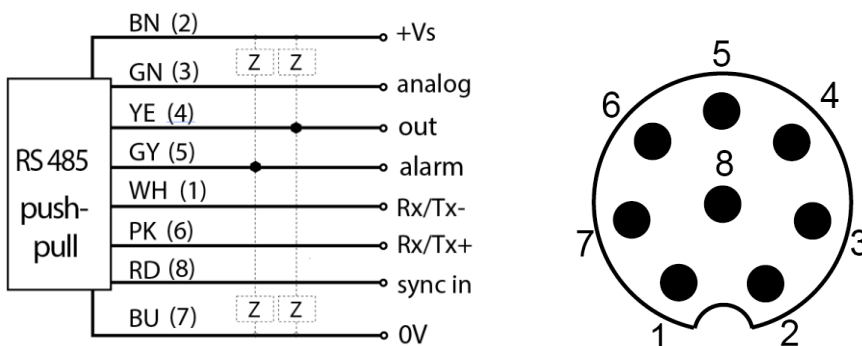 BN (2)
+Vs
Z
Z
GN (3)
analog
YE (4)
out
GY (5)
alarm
RS 485
push-
pull
WH (1)
Rx/Tx-
PK (6)
Rx/Tx+
RD (8)
sync in
Z
Z
BU (7)
0V
5
6
4
8
7
3
1
2